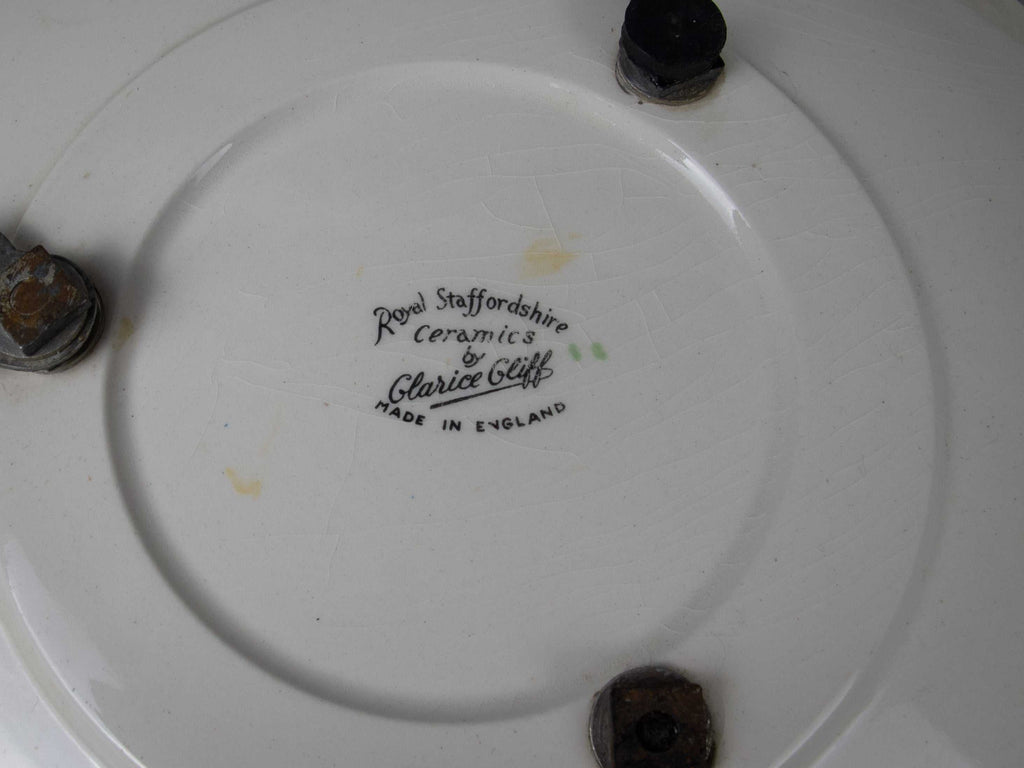 Royal Staffordshire
Ceramics
by
Clarice Cliff
MADE IN ENGLAND